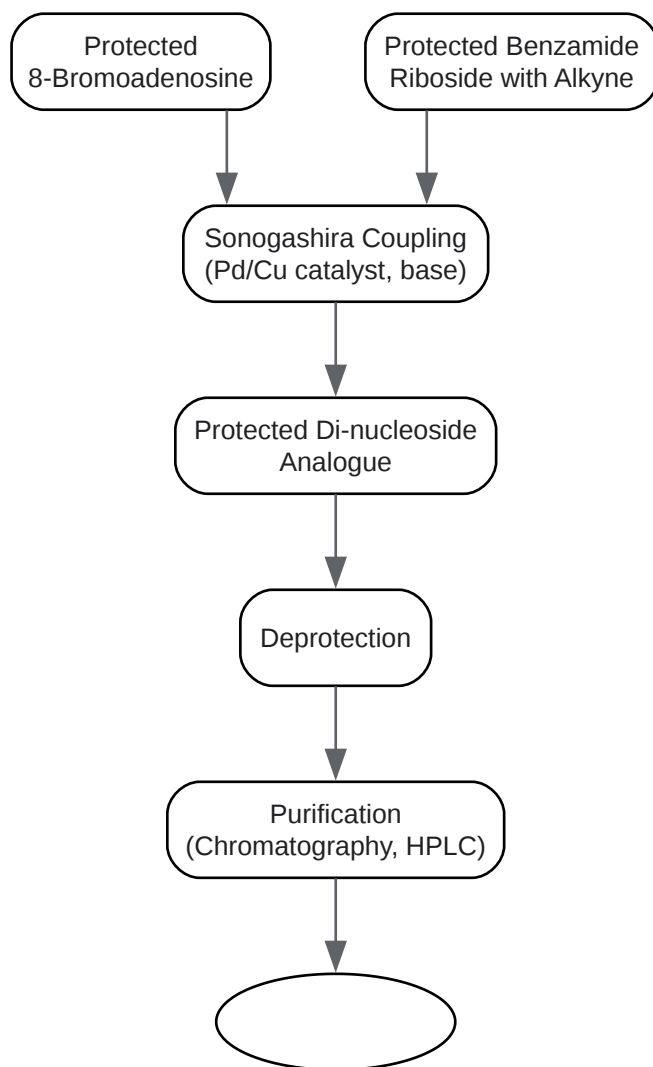 Protected
8-Bromoadenosine
Protected Benzamide
Riboside with Alkyne
Sonogashira Coupling
(Pd/Cu catalyst, base)
Protected Di-nucleoside
Analogue
Deprotection
Purification
(Chromatography, HPLC)